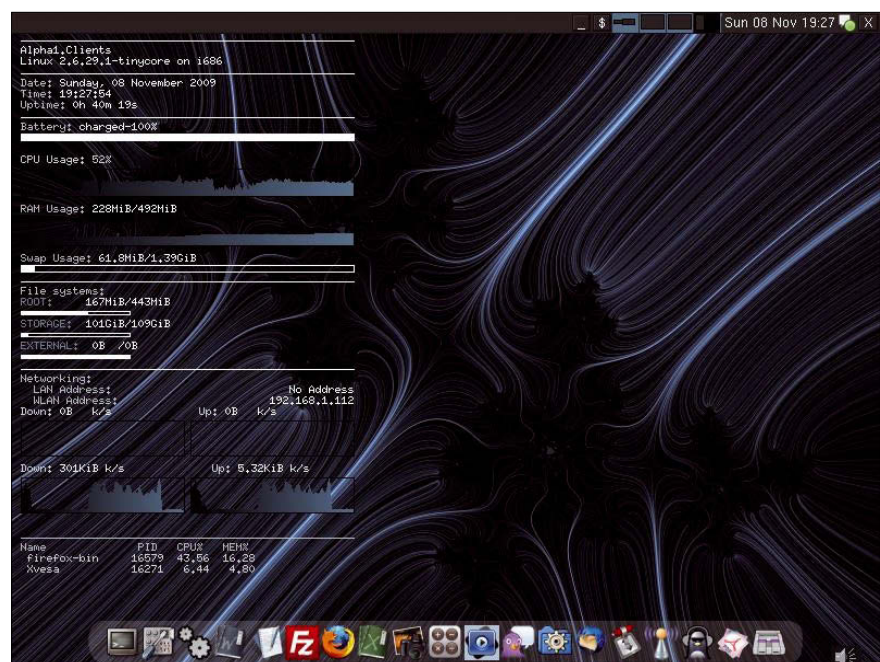 _ $ Sun 08 Nov 19:27 X
Alpha1.Clients
Linux 2.6.29.1-tinycore on i686
Date: Sunday, 08 November 2009
Time: 19:27:54
Uptime: 0h 40m 19s
Battery: charged-100%
CPU Usage: 52%
RAM Usage: 228MiB/492MiB
Swap Usage: 61.8MiB/1.39GiB
File systems:
ROOT: 167MiB/443MiB
STORAGE: 101GiB/109GiB
EXTERNAL: 0B /0B
Networking:
LAN Address: No Address
WLAN Address: 192.168.1.112
Down: 0B k/s Up: 0B k/s
Down: 301KiB k/s Up: 5.32KiB k/s
Name PID CPU% MEM%
firefox-bin 16579 43.56 16.28
Xvesa 16271 6.44 4.80
Fz